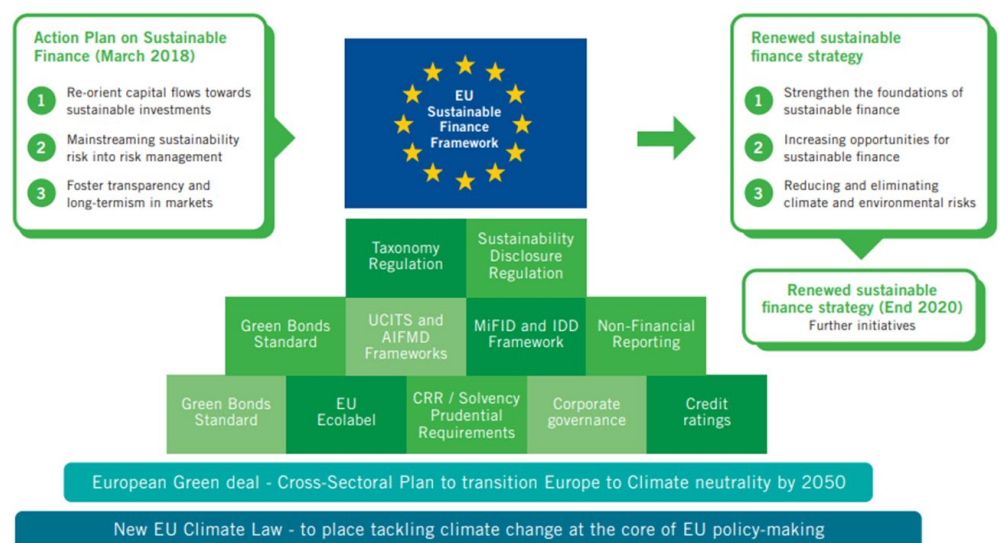 Action Plan on Sustainable
Finance (March 2018)
1
Re-orient capital flows towards
sustainable investments
2
Mainstreaming sustainability
risk into risk management
3
Foster transparency and
long-termism in markets
EU
Sustainable
Finance
Framework
Renewed sustainable
finance strategy
1
Strengthen the foundations of
sustainable finance
2
Increasing opportunities for
sustainable finance
3
Reducing and eliminating
climate and environmental risks
Renewed sustainable
finance strategy (End 2020)
Further initiatives
Taxonomy
Regulation
Sustainability
Disclosure
Regulation
Green Bonds
Standard
UCITS and
AIFMD
Frameworks
MiFID and IDD
Framework
Non-Financial
Reporting
Green Bonds
Standard
EU
Ecolabel
CRR / Solvency
Prudential
Requirements
Corporate
governance
Credit
ratings
European Green deal - Cross-Sectoral Plan to transition Europe to Climate neutrality by 2050
New EU Climate Law - to place tackling climate change at the core of EU policy-making